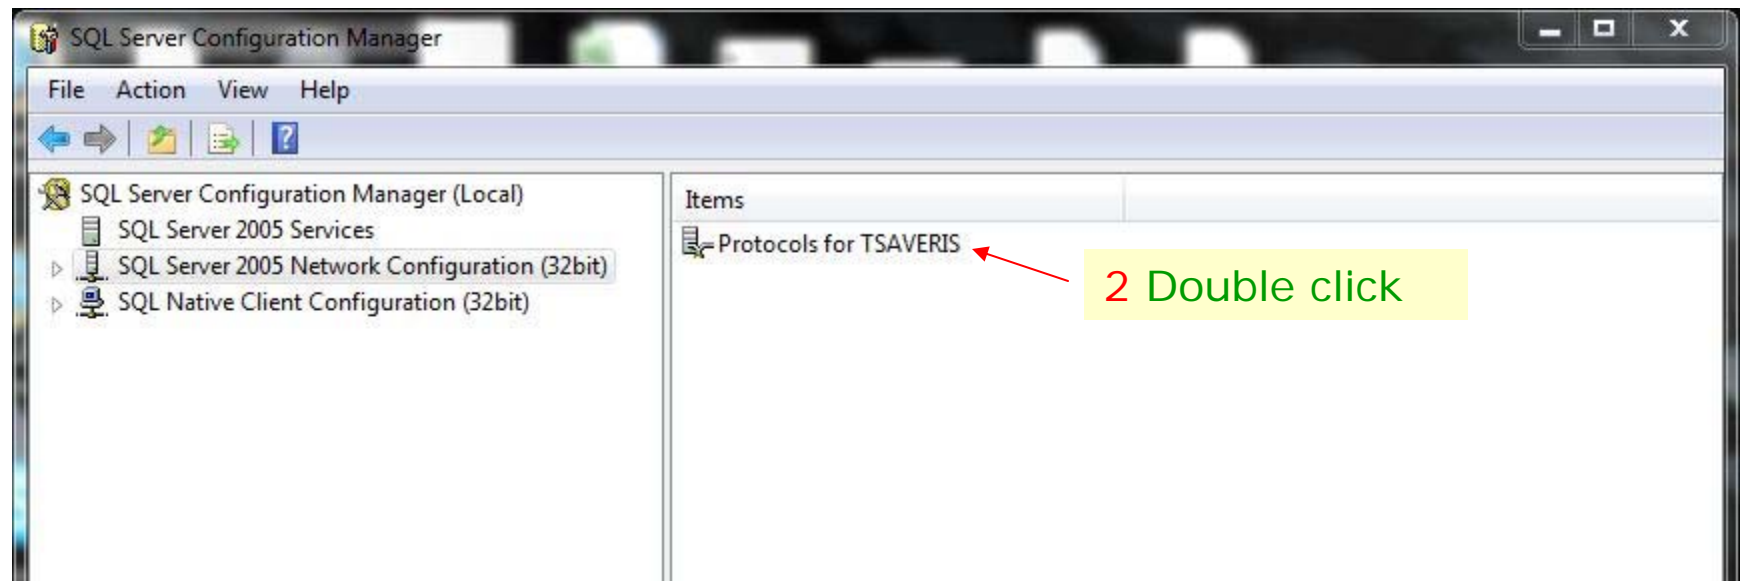 SQL Server Configuration Manager
File Action View Help
?
SQL Server Configuration Manager (Local)
SQL Server 2005 Services
SQL Server 2005 Network Configuration (32bit)
SQL Native Client Configuration (32bit)
Items
Protocols for TSAVERIS
2 Double click